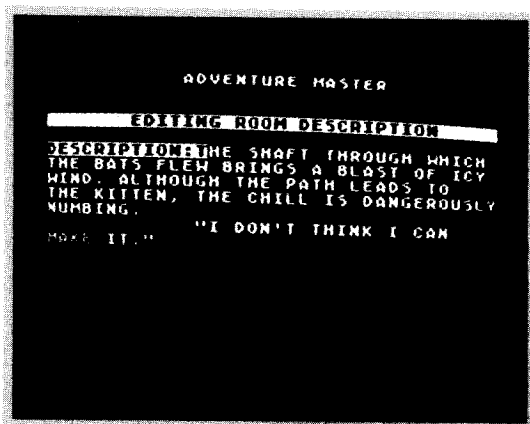 ADVENTURE MASTER
EDITING ROOM DESCRIPTION
DESCRIPTION:THE SHAFT THROUGH WHICH
THE BATS FLEW BRINGS A BLAST OF ICY
WIND. ALTHOUGH THE PATH LEADS TO
THE KITTEN, THE CHILL IS DANGEROUSLY
NUMBING.
"I DON'T THINK I CAN
MAKE IT."